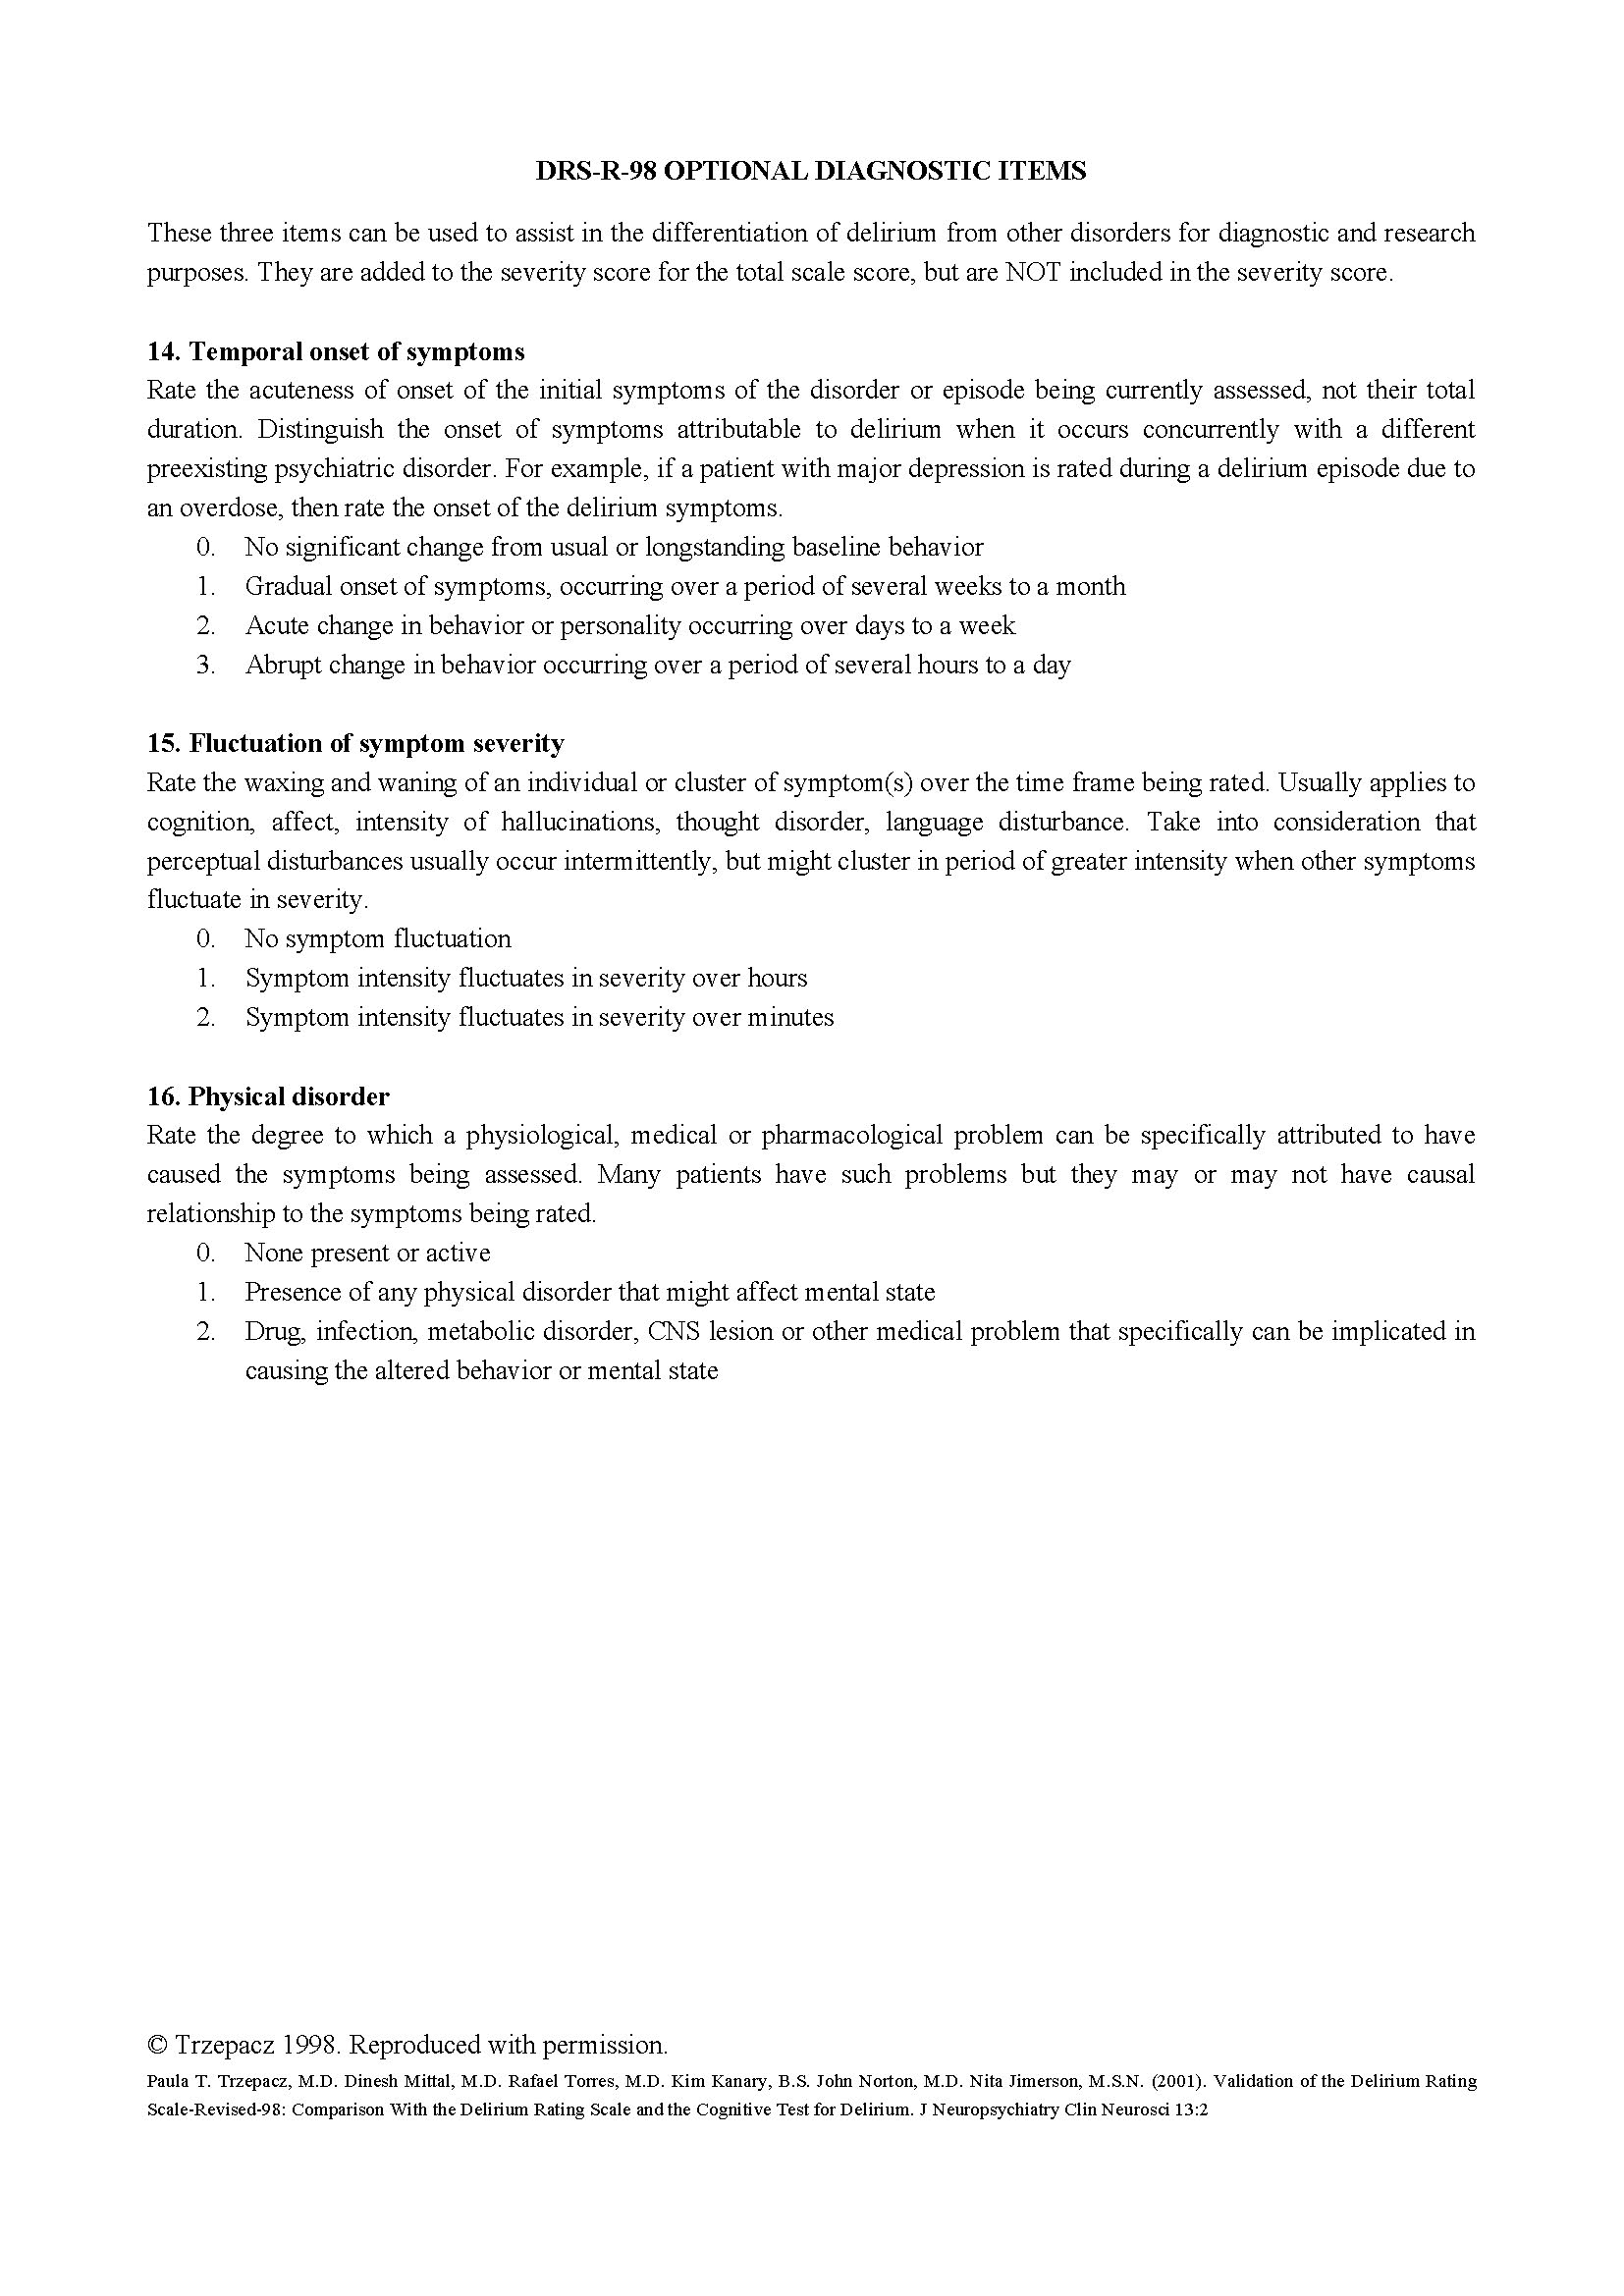 DRS-R-98 OPTIONAL DIAGNOSTIC ITEMS
These three items can be used to assist in the differentiation of delirium from other disorders for diagnostic and research
purposes. They are added to the severity score for the total scale score, but are NOT included in the severity score.
14. Temporal onset of symptoms
Rate the acuteness of onset of the initial symptoms of the disorder or episode being currently assessed, not their total
duration. Distinguish the onset of symptoms attributable to delirium when it occurs concurrently with a different
preexisting psychiatric disorder. For example, if a patient with major depression is rated during a delirium episode due to
an overdose, then rate the onset of the delirium symptoms.
0. No significant change from usual or longstanding baseline behavior
1. Gradual onset of symptoms, occurring over a period of several weeks to a month
2. Acute change in behavior or personality occurring over days to a week
3. Abrupt change in behavior occurring over a period of several hours to a day
15. Fluctuation of symptom severity
Rate the waxing and waning of an individual or cluster of symptom(s) over the time frame being rated. Usually applies to
cognition, affect, intensity of hallucinations, thought disorder, language disturbance. Take into consideration that
perceptual disturbances usually occur intermittently, but might cluster in period of greater intensity when other symptoms
fluctuate in severity.
0. No symptom fluctuation
1. Symptom intensity fluctuates in severity over hours
2. Symptom intensity fluctuates in severity over minutes
16. Physical disorder
Rate the degree to which a physiological, medical or pharmacological problem can be specifically attributed to have
caused the symptoms being assessed. Many patients have such problems but they may or may not have causal
relationship to the symptoms being rated.
0. None present or active
1. Presence of any physical disorder that might affect mental state
2. Drug, infection, metabolic disorder, CNS lesion or other medical problem that specifically can be implicated in
causing the altered behavior or mental state
© Trzepacz 1998. Reproduced with permission.
Paula T. Trzepacz, M.D. Dinesh Mittal, M.D. Rafael Torres, M.D. Kim Kanary, B.S. John Norton, M.D. Nita Jimerson, M.S.N. (2001). Validation of the Delirium Rating
Scale-Revised-98: Comparison With the Delirium Rating Scale and the Cognitive Test for Delirium. J Neuropsychiatry Clin Neurosci 13:2